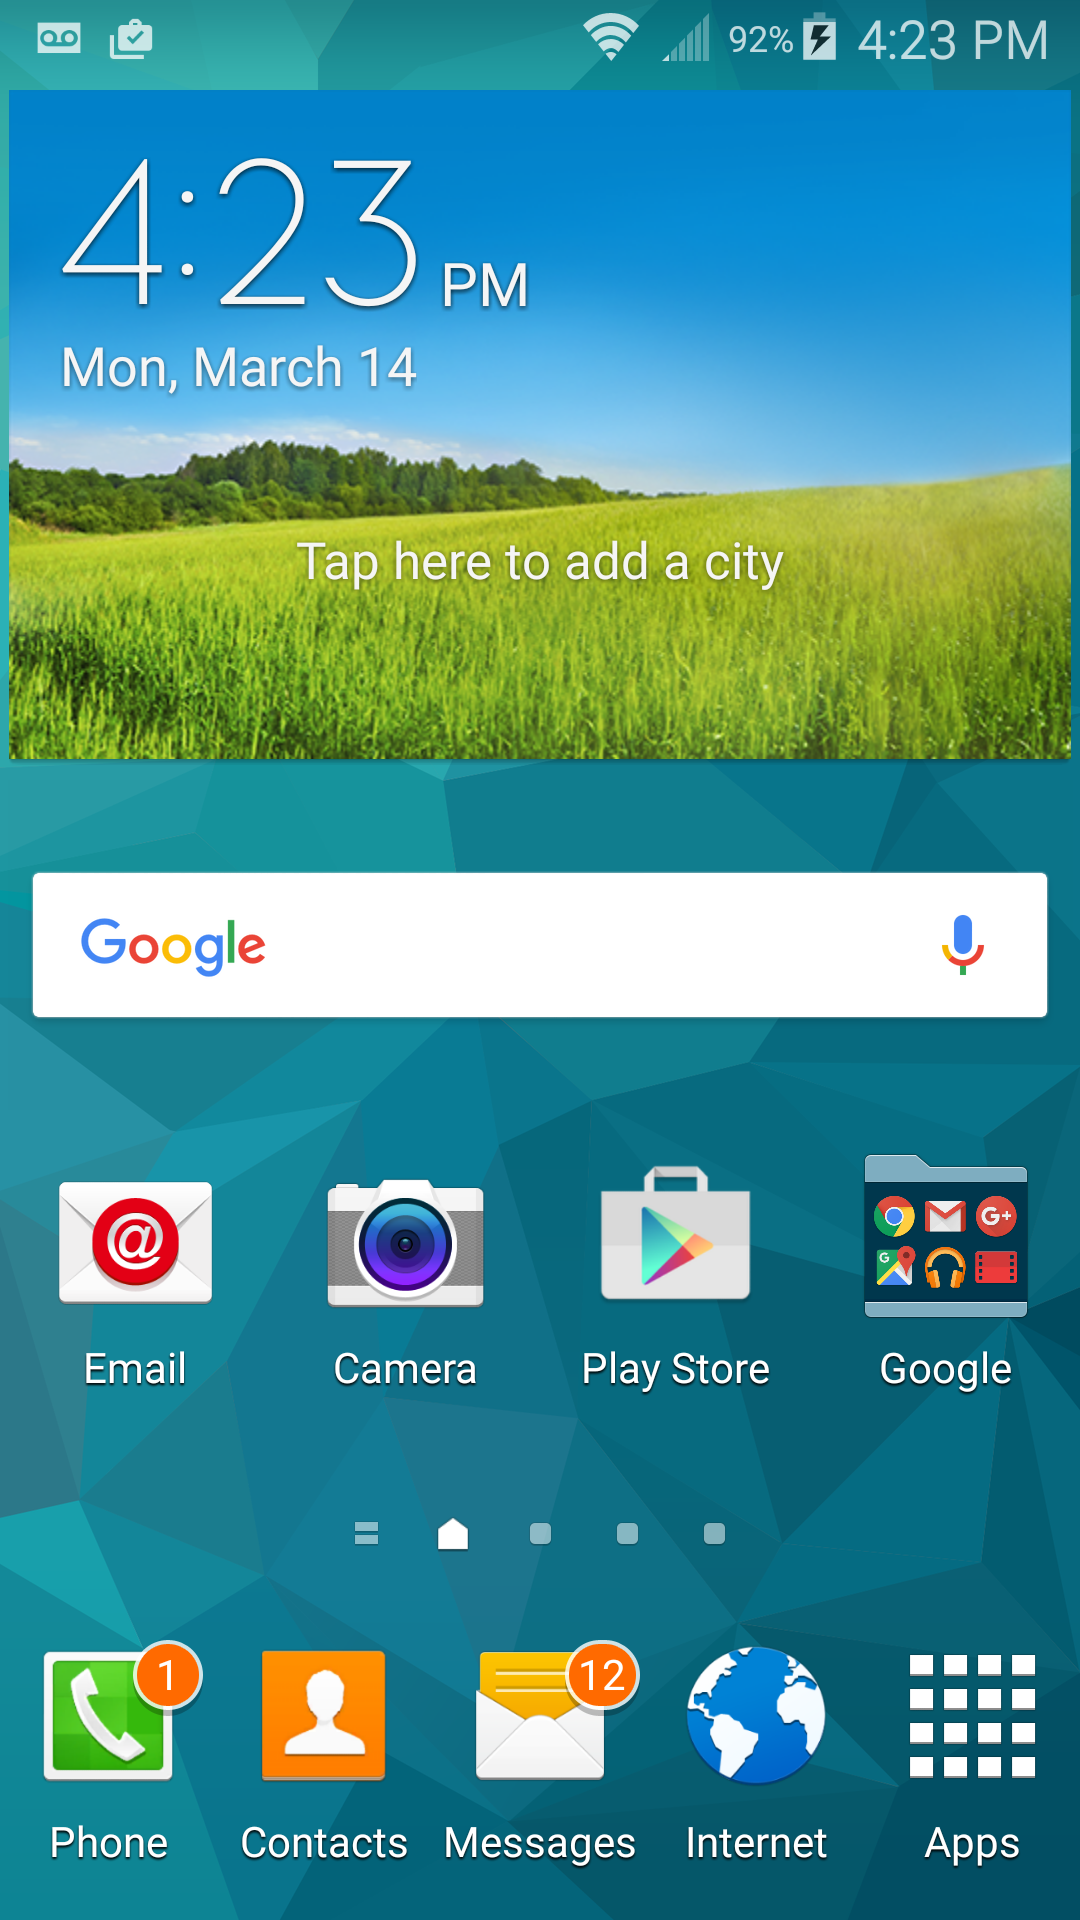 92% 4:23 PM
4:23 PM
Mon, March 14
Tap here to add a city
Google
@
G+
G
Email Camera Play Store Google
1 12
Phone Contacts Messages Internet Apps